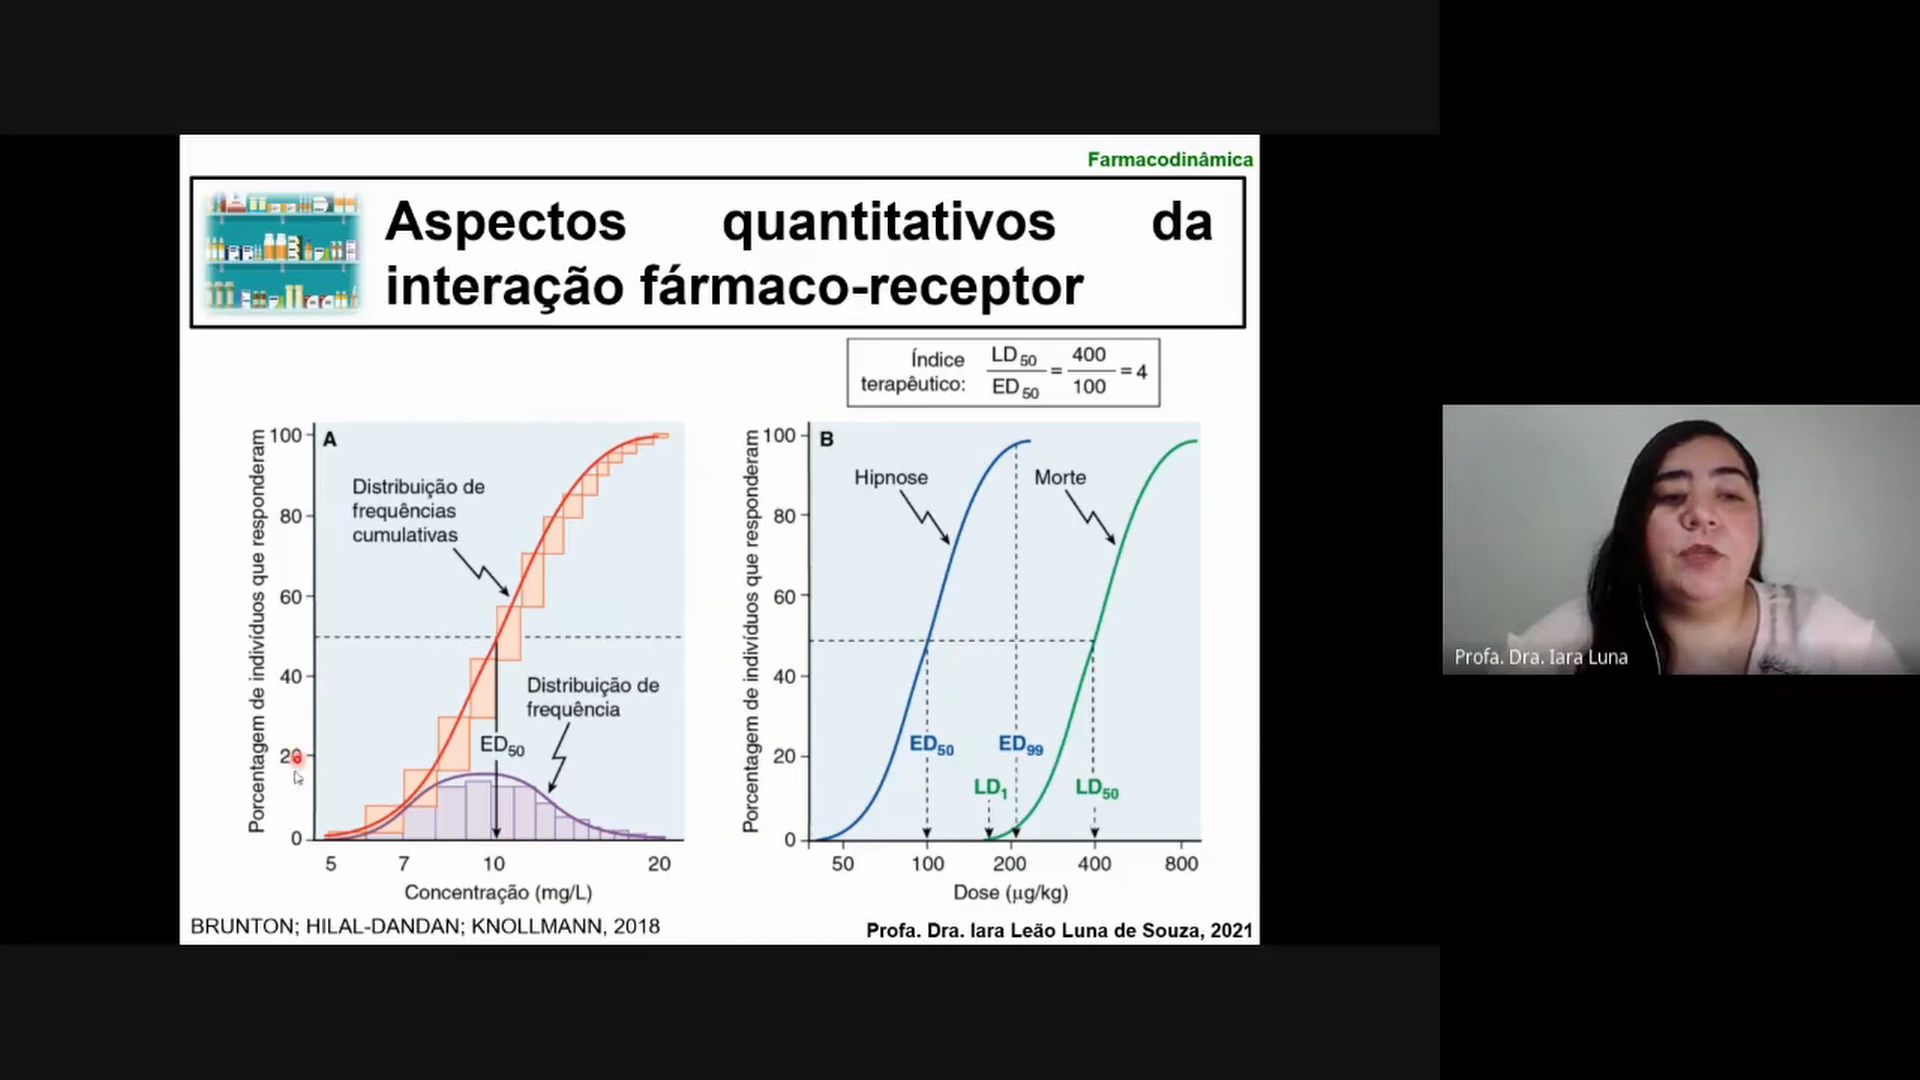 Farmacodinâmica
Aspectos quantitativos da
interação fármaco-receptor
Índice
terapêutico:
LD50
ED50
=
400
100
= 4
Porcentagem de indivíduos que responderam
100
80
60
40
20
0
A
Distribuição de
frequências
cumulativas
Distribuição de
frequência
ED50
5 7 10 20
Concentração (mg/L)
Porcentagem de indivíduos que responderam
100
80
60
40
20
0
B
Hipnose
Morte
ED50
ED99
LD1
LD50
50 100 200 400 800
Dose (μg/kg)
BRUNTON; HILAL-DANDAN; KNOLLMANN, 2018
Profa. Dra. Iara Leão Luna de Souza, 2021
Profa. Dra. Iara Luna